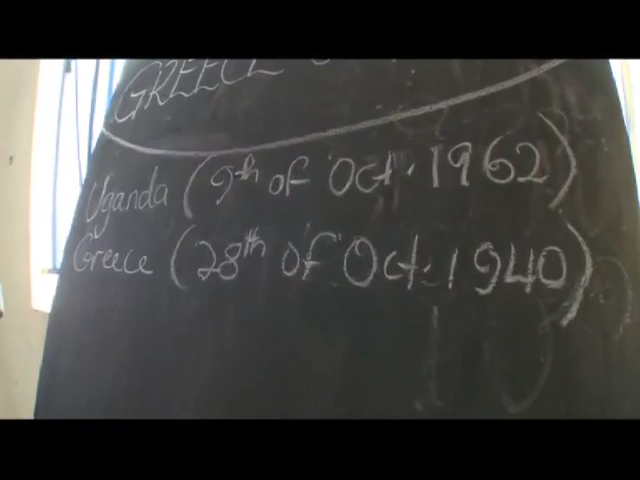 GREECE
Uganda (9th of Oct. 1962)
Greece (28th of Oct. 1940)